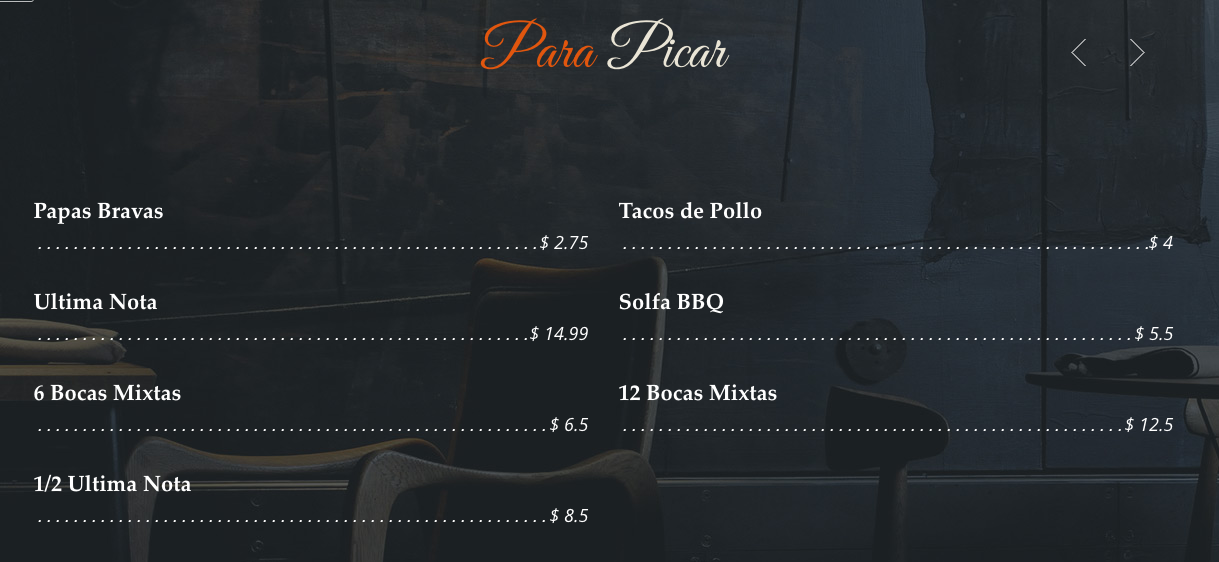 Para Picar
Papas Bravas
$ 2.75
Tacos de Pollo
$ 4
Ultima Nota
$ 14.99
Solfa BBQ
$ 5.5
6 Bocas Mixtas
$ 6.5
12 Bocas Mixtas
$ 12.5
1/2 Ultima Nota
$ 8.5